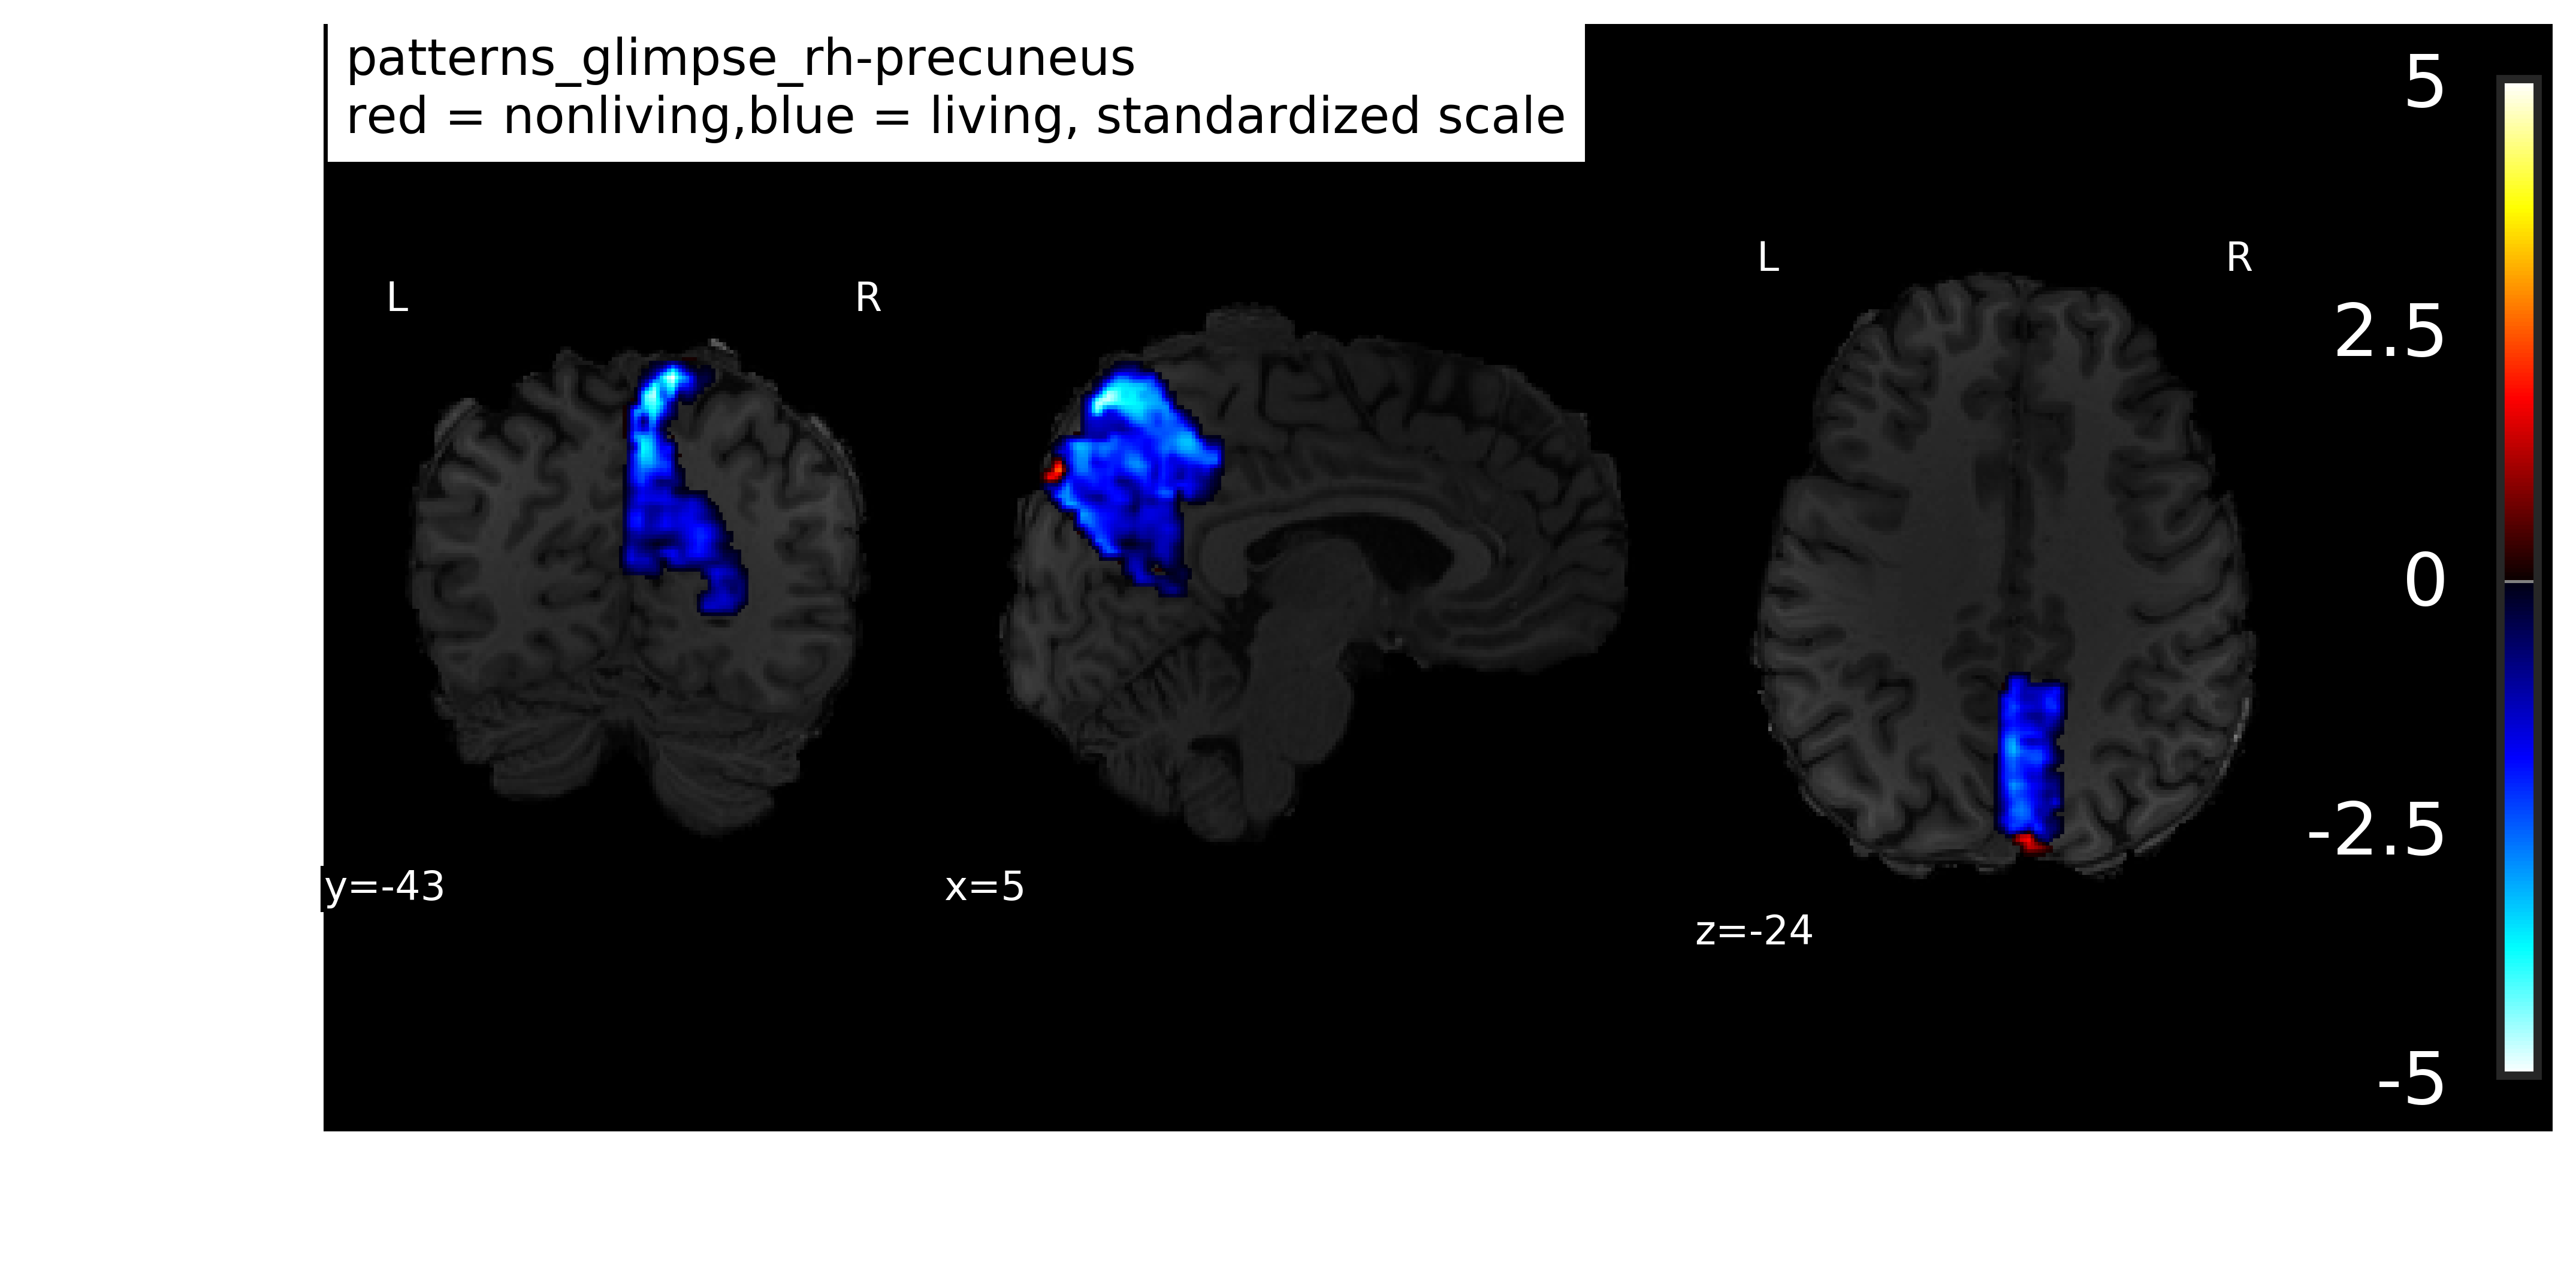 patterns_glimpse_rh-precuneus
red = nonliving,blue = living, standardized scale
L
R
L
R
y=-43
x=5
z=-24
5
2.5
0
-2.5
-5